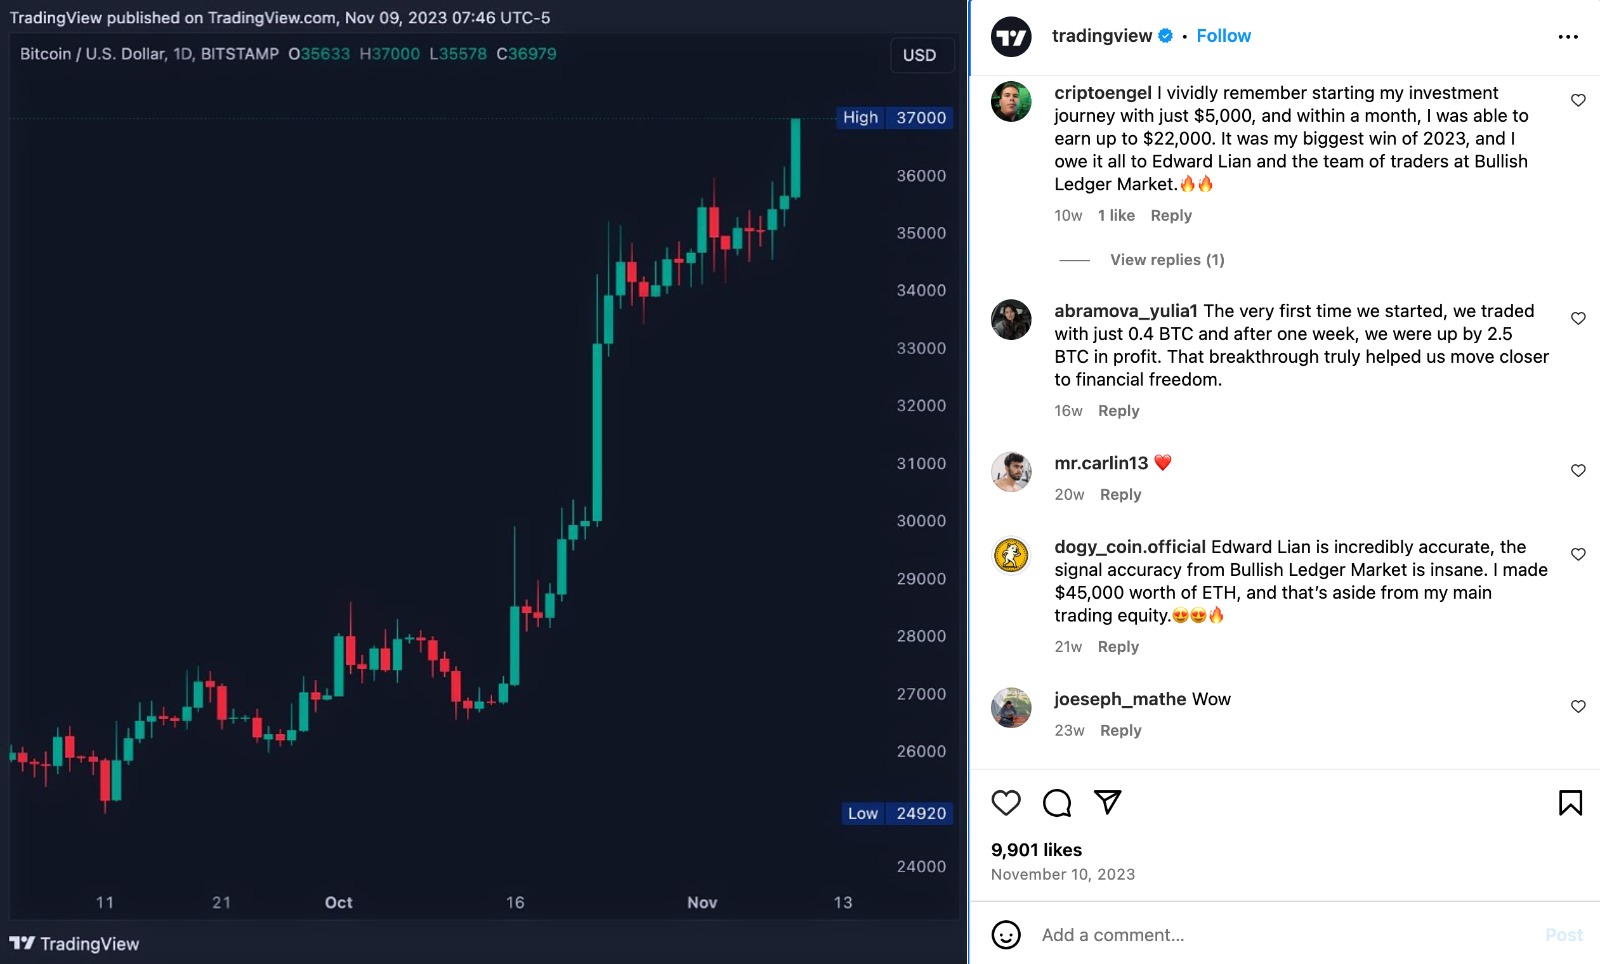 TradingView published on TradingView.com, Nov 09, 2023 07:46 UTC-5
Bitcoin / U.S. Dollar, 1D, BITSTAMP O35633 H37000 L35578 C36979
USD
High 37000
36000
35000
34000
33000
32000
31000
30000
29000
28000
27000
26000
Low 24920
24000
11 21 Oct 16 Nov 13
TradingView
tradingview • Follow
criptoengel I vividly remember starting my investment
journey with just $5,000, and within a month, I was able to
earn up to $22,000. It was my biggest win of 2023, and I
owe it all to Edward Lian and the team of traders at Bullish
Ledger Market.🔥🔥
10w 1 like Reply
View replies (1)
abramova_yulia1 The very first time we started, we traded
with just 0.4 BTC and after one week, we were up by 2.5
BTC in profit. That breakthrough truly helped us move closer
to financial freedom.
16w Reply
mr.carlin13 ❤️
20w Reply
dogy_coin.official Edward Lian is incredibly accurate, the
signal accuracy from Bullish Ledger Market is insane. I made
$45,000 worth of ETH, and that’s aside from my main
trading equity.😍😍🔥
21w Reply
joeseph_mathe Wow
23w Reply
9,901 likes
November 10, 2023
Add a comment...
Post